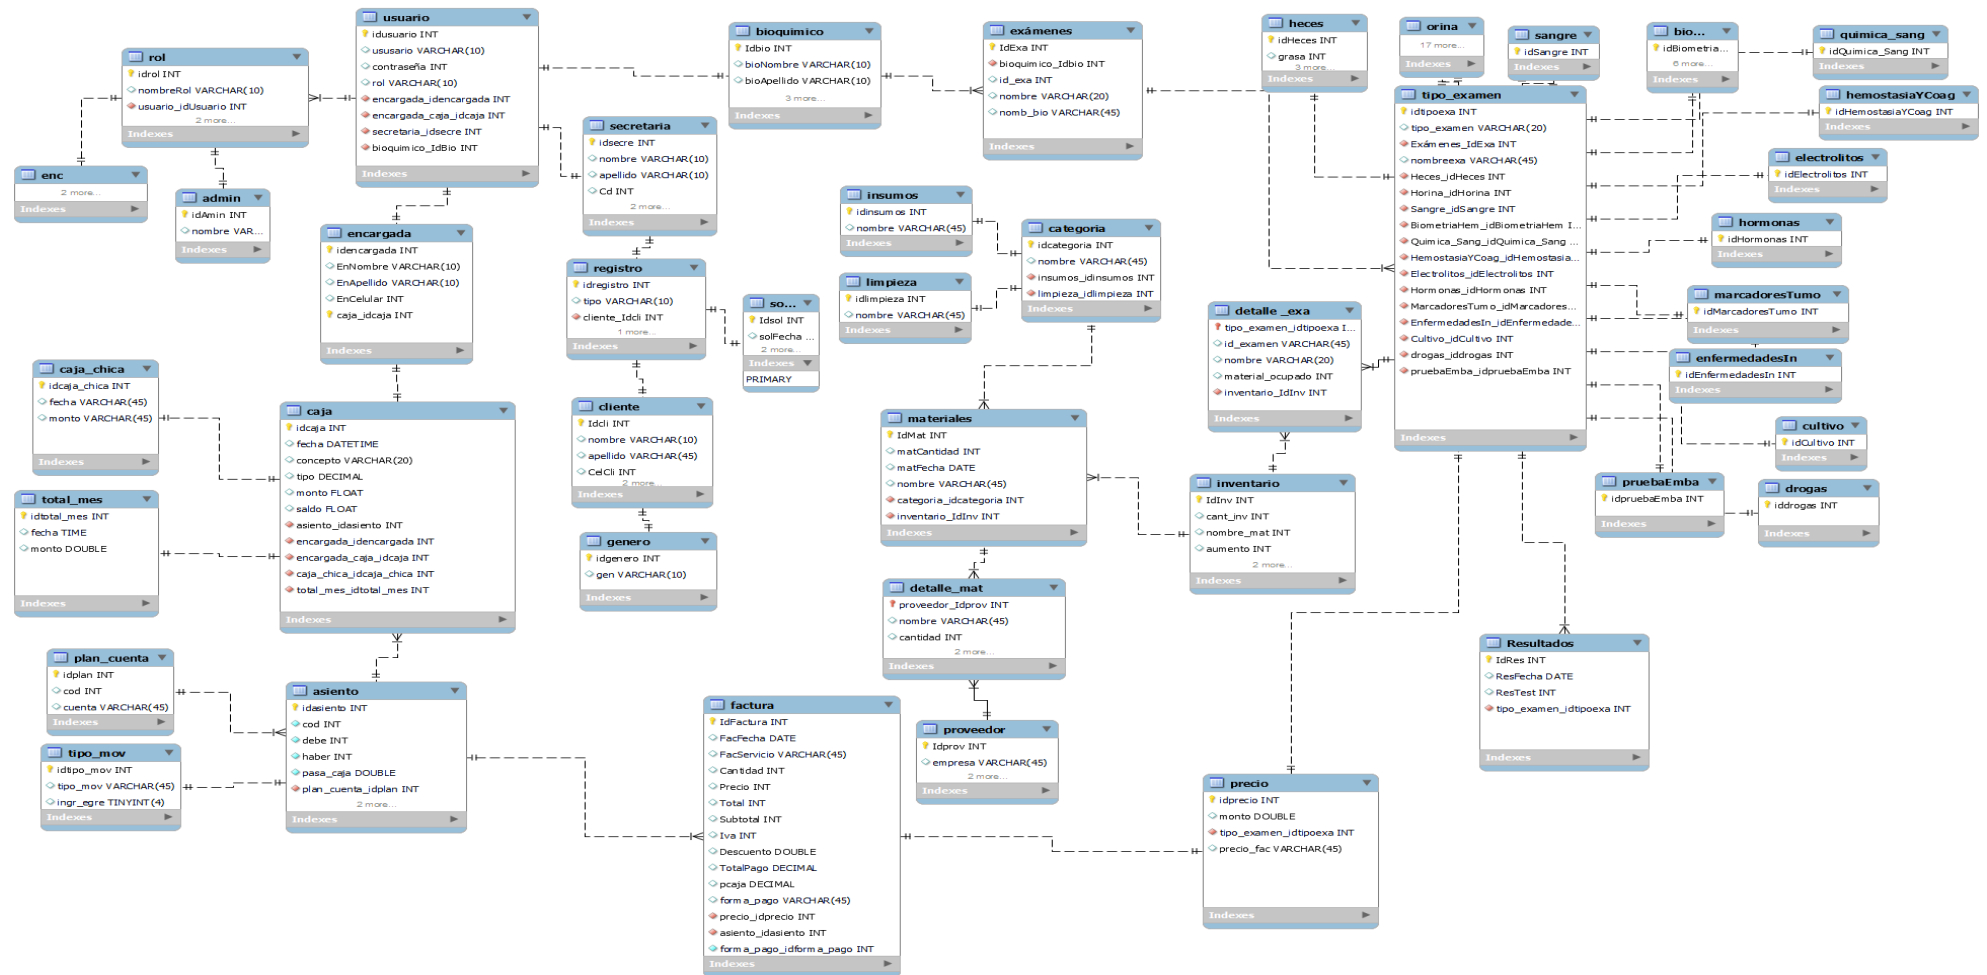 rol
idrol INT
nombreRol VARCHAR(10)
usuario_idUsuario INT
2 more...
Indexes
enc
2 more...
Indexes
admin
idAmin INT
nombre VAR...
Indexes
usuario
idusuario INT
ususario VARCHAR(10)
contraseña INT
rol VARCHAR(10)
encargada_idencargada INT
encargada_caja_idcaja INT
secretaria_idsecre INT
bioquimico_IdBio INT
Indexes
encargada
idencargada INT
EnNombre VARCHAR(10)
EnApellido VARCHAR(10)
EnCelular INT
caja_idcaja INT
Indexes
caja_chica
idcaja_chica INT
fecha VARCHAR(45)
monto VARCHAR(45)
Indexes
total_mes
idtotal_mes INT
fecha TIME
monto DOUBLE
Indexes
caja
idcaja INT
fecha DATETIME
concepto VARCHAR(20)
tipo DECIMAL
monto FLOAT
saldo FLOAT
asiento_idasiento INT
encargada_idencargada INT
encargada_caja_idcaja INT
caja_chica_idcaja_chica INT
total_mes_idtotal_mes INT
Indexes
plan_cuenta
idplan INT
cod INT
cuenta VARCHAR(45)
Indexes
tipo_mov
idtipo_mov INT
tipo_mov VARCHAR(45)
ingr_egre TINYINT(4)
Indexes
asiento
idasiento INT
cod INT
debe INT
haber INT
pasa_caja DOUBLE
plan_cuenta_idplan INT
2 more...
Indexes
bioquimico
Idbio INT
bioNombre VARCHAR(10)
bioApellido VARCHAR(10)
3 more...
Indexes
secretaria
idsecre INT
nombre VARCHAR(10)
apellido VARCHAR(10)
Cd INT
2 more...
Indexes
registro
idregistro INT
tipo VARCHAR(10)
cliente_Idcli INT
1 more...
Indexes
so...
Idsol INT
solFecha ...
2 more...
Indexes
PRIMARY
cliente
Idcli INT
nombre VARCHAR(10)
apellido VARCHAR(45)
CelCli INT
2 more...
Indexes
genero
idgenero INT
gen VARCHAR(10)
Indexes
exámenes
IdExa INT
bioquimico_Idbio INT
id_exa INT
nombre VARCHAR(20)
nomb_bio VARCHAR(45)
Indexes
insumos
idinsumos INT
nombre VARCHAR(45)
Indexes
limpieza
idlimpieza INT
nombre VARCHAR(45)
Indexes
categoria
idcategoria INT
nombre VARCHAR(45)
insumos_idinsumos INT
limpieza_idlimpieza INT
Indexes
materiales
IdMat INT
matCantidad INT
matFecha DATE
nombre VARCHAR(45)
categoria_idcategoria INT
inventario_IdInv INT
Indexes
detalle_mat
proveedor_Idprov INT
nombre VARCHAR(45)
cantidad INT
2 more...
Indexes
proveedor
Idprov INT
empresa VARCHAR(45)
2 more...
Indexes
factura
IdFactura INT
FacFecha DATE
FacServicio VARCHAR(45)
Cantidad INT
Precio INT
Total INT
Subtotal INT
Iva INT
Descuento DOUBLE
TotalPago DECIMAL
pcaja DECIMAL
forma_pago VARCHAR(45)
precio_idprecio INT
asiento_idasiento INT
forma_pago_idforma_pago INT
Indexes
heces
idHeces INT
grasa INT
3 more...
Indexes
orina
17 more...
Indexes
sangre
idSangre INT
Indexes
bio...
idBiometria...
6 more...
Indexes
quimica_sang
idQuimica_Sang INT
Indexes
hemostasiaYCoag
idHemostasiaYCoag INT
Indexes
electrolitos
idElectrolitos INT
Indexes
hormonas
idHormonas INT
Indexes
marcadoresTumo
idMarcadoresTumo INT
Indexes
enfermedadesIn
idEnfermedadesIn INT
Indexes
cultivo
idCultivo INT
Indexes
pruebaEmba
idpruebaEmba INT
Indexes
drogas
iddrogas INT
Indexes
tipo_examen
idtipoexa INT
tipo_examen VARCHAR(20)
Exámenes_IdExa INT
nombreexa VARCHAR(45)
Heces_idHeces INT
Horina_idHorina INT
Sangre_idSangre INT
BiometriaHem_idBiometriaHem I...
Quimica_Sang_idQuimica_Sang ...
HemostasiaYCoag_idHemostasia...
Electrolitos_idElectrolitos INT
Hormonas_idHormonas INT
MarcadoresTumo_idMarcadores...
EnfermedadesIn_idEnfermedade...
Cultivo_idCultivo INT
drogas_iddrogas INT
pruebaEmba_idpruebaEmba INT
Indexes
detalle _exa
tipo_examen_idtipoexa I...
id_examen VARCHAR(45)
nombre VARCHAR(20)
material_ocupado INT
inventario_IdInv INT
Indexes
inventario
IdInv INT
cant_inv INT
nombre_mat INT
aumento INT
2 more...
Indexes
Resultados
IdRes INT
ResFecha DATE
ResTest INT
tipo_examen_idtipoexa INT
Indexes
precio
idprecio INT
monto DOUBLE
tipo_examen_idtipoexa INT
precio_fac VARCHAR(45)
Indexes